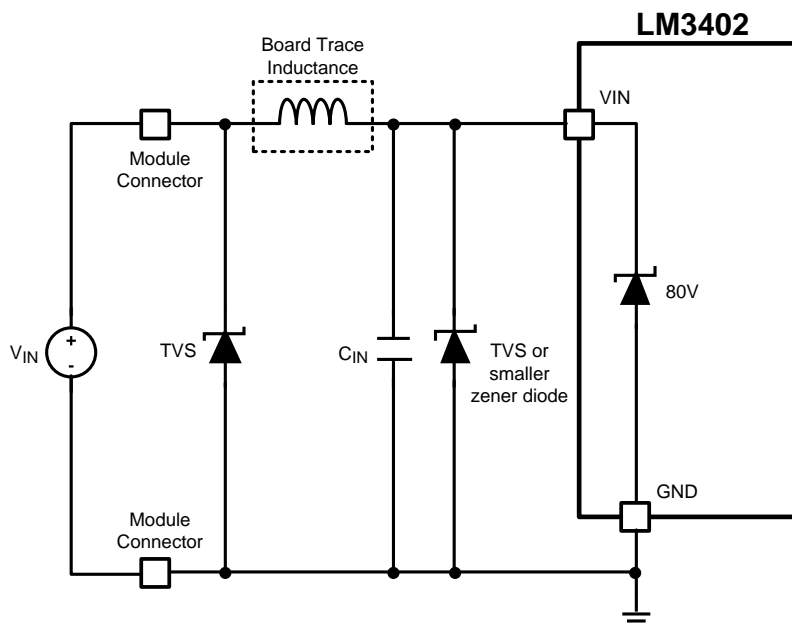 LM3402
Board Trace
Inductance
VIN
Module
Connector
80V
VIN
+
-
TVS
CIN
TVS or
smaller
zener diode
GND
Module
Connector